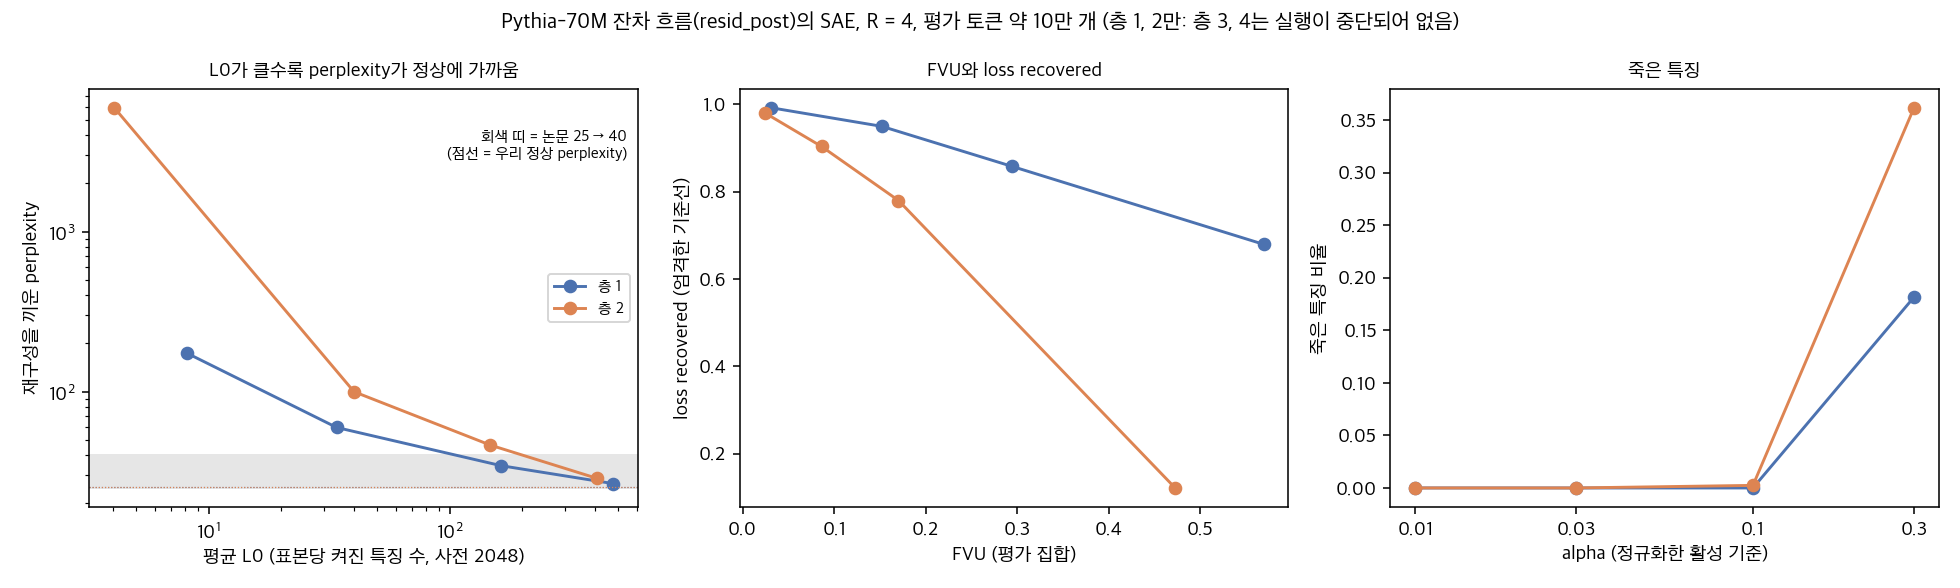 Pythia-70M 잔차 흐름(resid_post)의 SAE, R = 4, 평가 토큰 약 10만 개 (층 1, 2만: 층 3, 4는 실행이 중단되어 없음)
L0가 클수록 perplexity가 정상에 가까움
재구성을 끼운 perplexity
10³
10²
회색 띠 = 논문 25 → 40
(점선 = 우리 정상 perplexity)
층 1
층 2
10¹
10²
평균 L0 (표본당 켜진 특징 수, 사전 2048)
FVU와 loss recovered
loss recovered (엄격한 기준선)
1.0
0.8
0.6
0.4
0.2
0.0
0.1
0.2
0.3
0.4
0.5
FVU (평가 집합)
죽은 특징
죽은 특징 비율
0.35
0.30
0.25
0.20
0.15
0.10
0.05
0.00
0.01
0.03
0.1
0.3
alpha (정규화한 활성 기준)